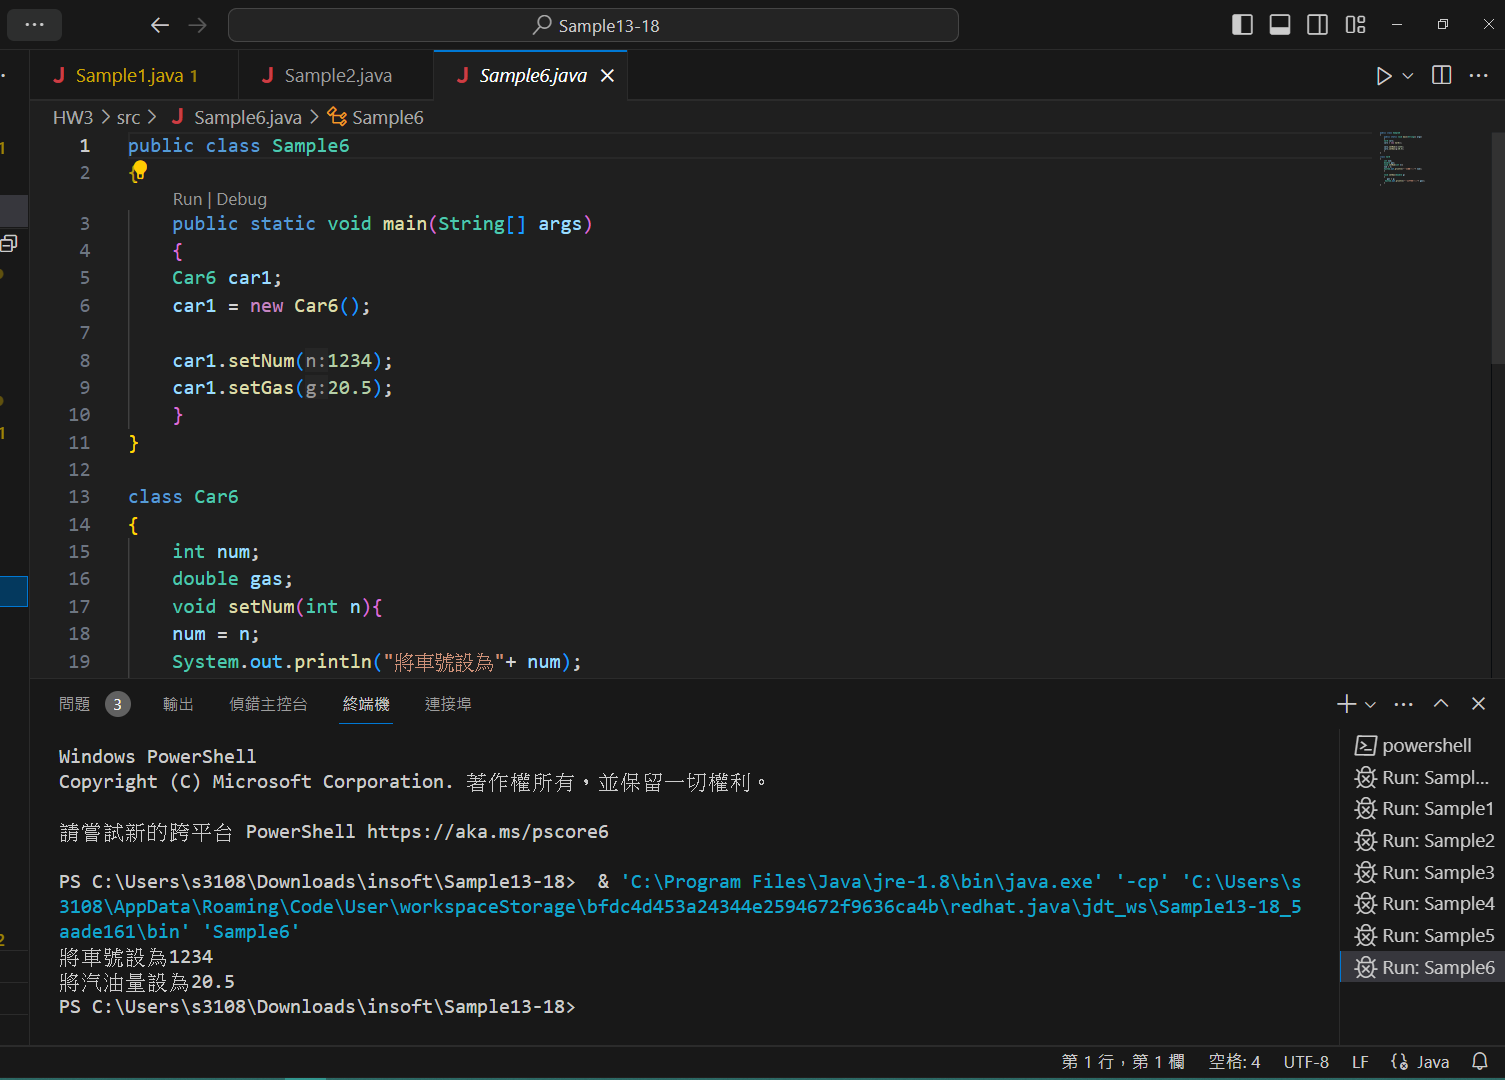 Sample13-18
Sample1.java 1
Sample2.java
Sample6.java
HW3 > src > Sample6.java > Sample6
1 public class Sample6
2 {
Run | Debug
3 public static void main(String[] args)
4 {
5 Car6 car1;
6 car1 = new Car6();
7
8 car1.setNum(n:1234);
9 car1.setGas(g:20.5);
10 }
11 }
12
13 class Car6
14 {
15 int num;
16 double gas;
17 void setNum(int n){
18 num = n;
19 System.out.println("將車號設為"+ num);
問題 3 輸出 偵錯主控台 終端機 連接埠
Windows PowerShell
Copyright (C) Microsoft Corporation. 著作權所有，並保留一切權利。
請嘗試新的跨平台 PowerShell https://aka.ms/pscore6
PS C:\Users\s3108\Downloads\insoft\Sample13-18>  & 'C:\Program Files\Java\jre-1.8\bin\java.exe' '-cp' 'C:\Users\s
3108\AppData\Roaming\Code\User\workspaceStorage\bfdc4d453a24344e2594672f9636ca4b\redhat.java\jdt_ws\Sample13-18_5
aade161\bin' 'Sample6'
將車號設為1234
將汽油量設為20.5
PS C:\Users\s3108\Downloads\insoft\Sample13-18>
powershell
Run: Sampl...
Run: Sample1
Run: Sample2
Run: Sample3
Run: Sample4
Run: Sample5
Run: Sample6
第 1 行，第 1 欄 空格: 4 UTF-8 LF Java